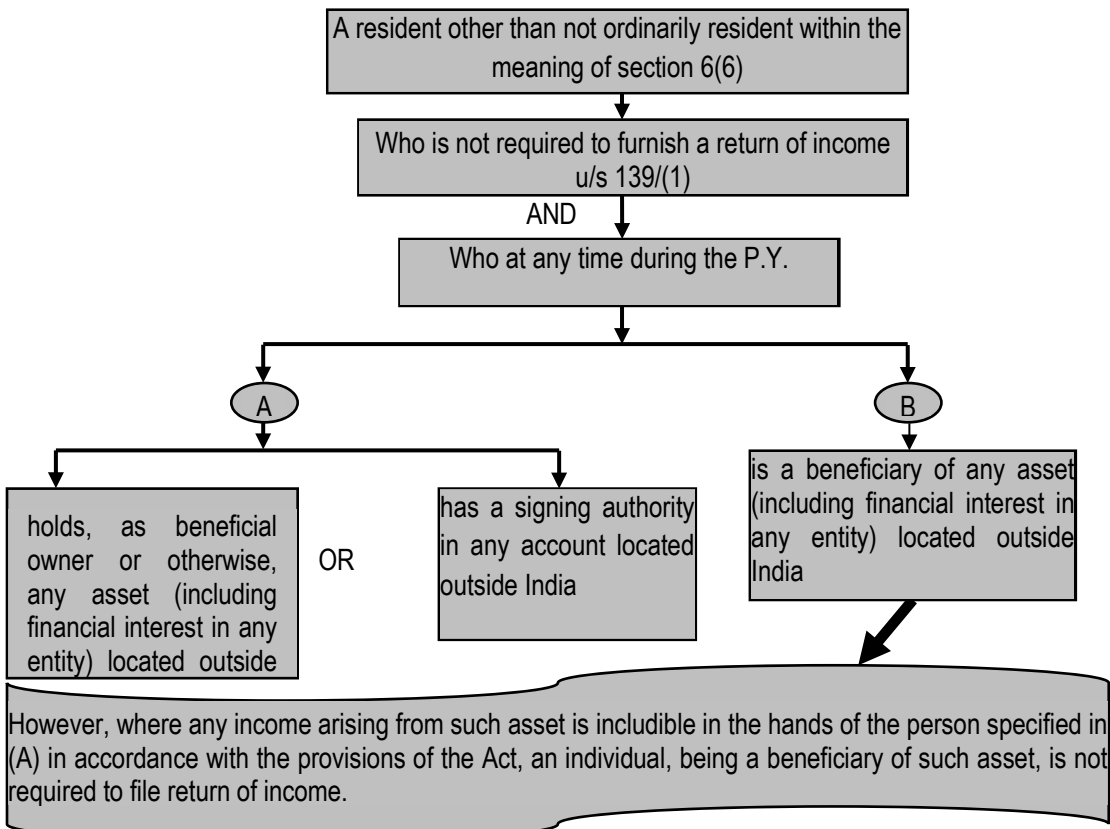 A resident other than not ordinarily resident within the
meaning of section 6(6)
Who is not required to furnish a return of income
u/s 139/(1)
AND
Who at any time during the P.Y.
A
B
holds, as beneficial
owner or otherwise,
any asset (including
financial interest in any
entity) located outside
OR
has a signing authority
in any account located
outside India
is a beneficiary of any asset
(including financial interest in
any entity) located outside
India
However, where any income arising from such asset is includible in the hands of the person specified in
(A) in accordance with the provisions of the Act, an individual, being a beneficiary of such asset, is not
required to file return of income.